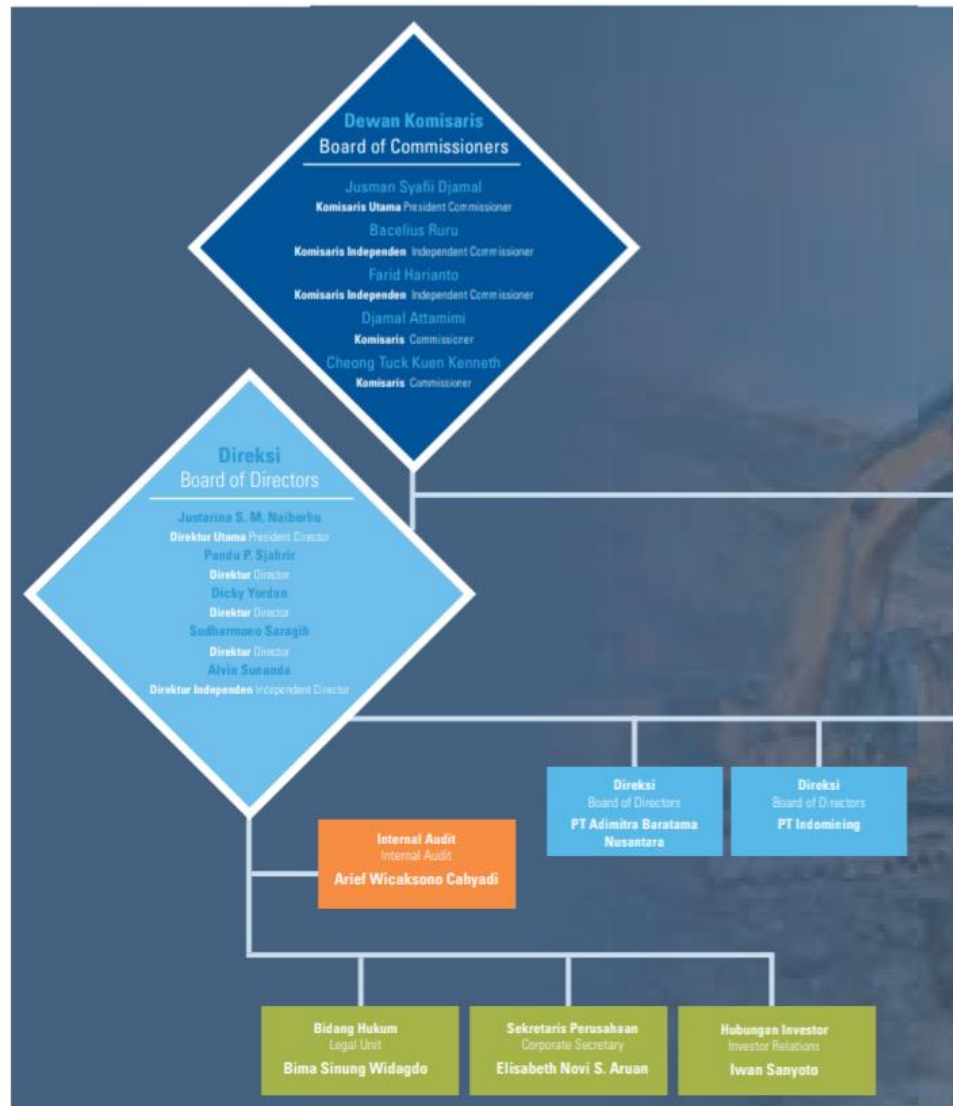 Dewan Komisaris
Board of Commissioners
Jusman Syafii Djamal
Komisaris Utama President Commissioner
Bacelius Ruru
Komisaris Independen Independent Commissioner
Farid Harianto
Komisaris Independen Independent Commissioner
Djamal Attamimi
Komisaris Commissioner
Cheong Tuck Kuen Kenneth
Komisaris Commissioner
Direksi
Board of Directors
Justarina S. M. Naiborhu
Direktur Utama President Director
Pandu P. Sjahrir
Direktur Director
Dicky Yordan
Direktur Director
Sudharmono Saragih
Direktur Director
Alvin Sunanda
Direktur Independen Independent Director
Direksi
Board of Directors
PT Adimitra Baratama
Nusantara
Direksi
Board of Directors
PT Indomining
Internal Audit
Internal Audit
Arief Wicaksono Cahyadi
Bidang Hukum
Legal Unit
Bima Sinung Widagdo
Sekretaris Perusahaan
Corporate Secretary
Elisabeth Novi S. Aruan
Hubungan Investor
Investor Relations
Iwan Sanyoto